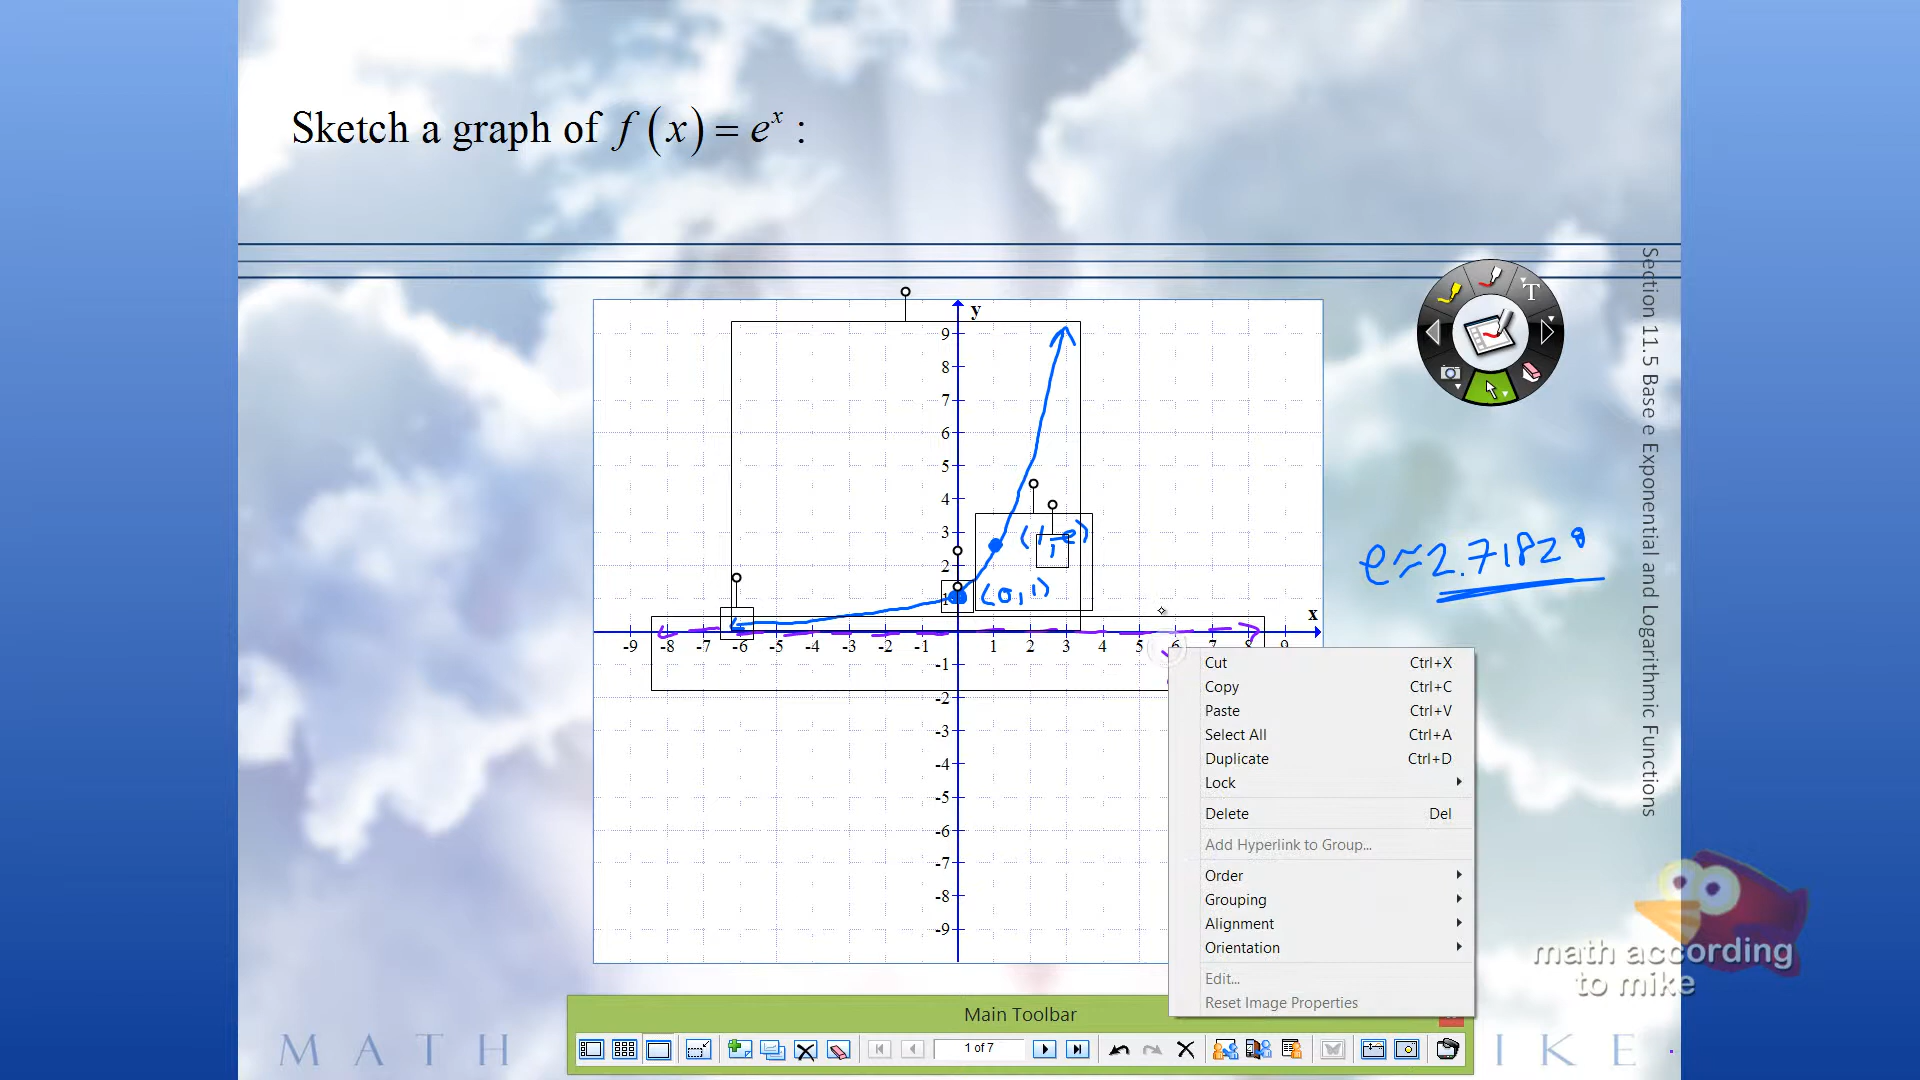 Sketch a graph of f(x) = e^x :
Section 11.5 Base e Exponential and Logarithmic Functions
y
9
8
7
6
5
4
3
2
1
(1, e)
(0, 1)
e≈2.71828
x
-9 -8 -7 -6 -5 -4 -3 -2 -1 1 2 3 4 5 6 7 8 9
-1
-2
-3
-4
-5
-6
-7
-8
-9
Cut Ctrl+X
Copy Ctrl+C
Paste Ctrl+V
Select All Ctrl+A
Duplicate Ctrl+D
Lock
Delete Del
Add Hyperlink to Group...
Order
Grouping
Alignment
Orientation
Edit...
Reset Image Properties
math according
to mike
Main Toolbar
1 of 7
MATH
IKE
T